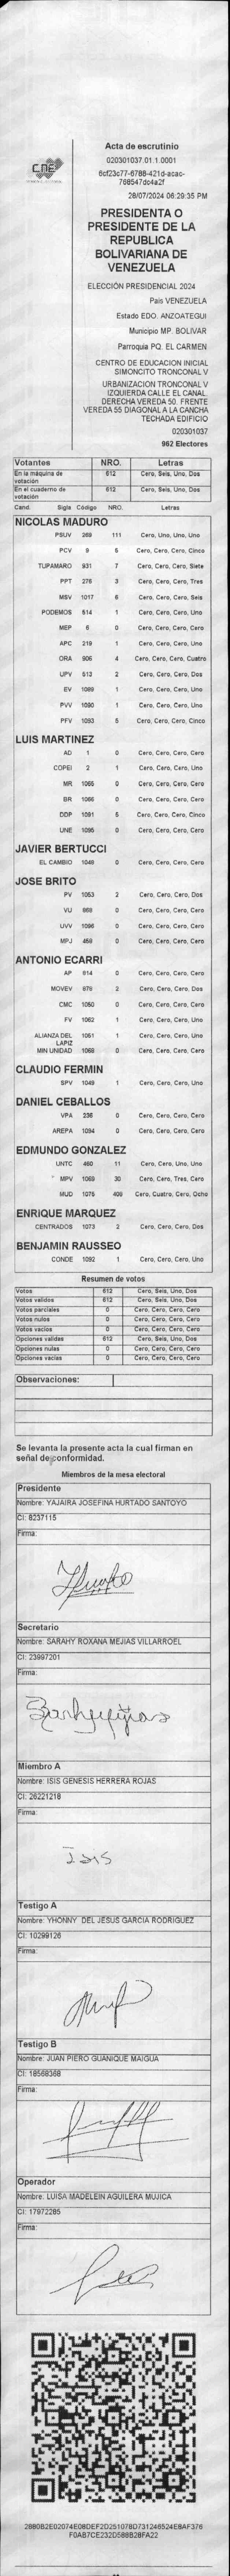 CNE
Acta de escrutinio
020301037.01.1.0001
6cf23c77-6788-421d-acac-
768547dc4a2f
28/07/2024 06:29:35 PM
PRESIDENTA O
PRESIDENTE DE LA
REPUBLICA
BOLIVARIANA DE
VENEZUELA
ELECCIÓN PRESIDENCIAL 2024
País VENEZUELA
Estado EDO. ANZOATEGUI
Municipio MP. BOLIVAR
Parroquia PQ. EL CARMEN
CENTRO DE EDUCACION INICIAL
SIMONCITO TRONCONAL V
URBANIZACION TRONCONAL V
IZQUIERDA CALLE EL CANAL.
DERECHA VEREDA 50. FRENTE
VEREDA 55 DIAGONAL A LA CANCHA
TECHADA EDIFICIO
020301037
962 Electores
Votantes NRO. Letras
En la máquina de votación 612 Cero, Seis, Uno, Dos
En el cuaderno de votación 612 Cero, Seis, Uno, Dos
Cand. Sigla Código NRO. Letras
NICOLAS MADURO
PSUV 269 111 Cero, Uno, Uno, Uno
PCV 9 5 Cero, Cero, Cero, Cinco
TUPAMARO 931 7 Cero, Cero, Cero, Siete
PPT 276 3 Cero, Cero, Cero, Tres
MSV 1017 6 Cero, Cero, Cero, Seis
PODEMOS 514 1 Cero, Cero, Cero, Uno
MEP 6 0 Cero, Cero, Cero, Cero
APC 219 1 Cero, Cero, Cero, Uno
ORA 906 4 Cero, Cero, Cero, Cuatro
UPV 513 2 Cero, Cero, Cero, Dos
EV 1089 1 Cero, Cero, Cero, Uno
PVV 1090 1 Cero, Cero, Cero, Uno
PFV 1093 5 Cero, Cero, Cero, Cinco
LUIS MARTINEZ
AD 1 0 Cero, Cero, Cero, Cero
COPEI 2 1 Cero, Cero, Cero, Uno
MR 1065 0 Cero, Cero, Cero, Cero
BR 1086 0 Cero, Cero, Cero, Cero
DDP 1091 5 Cero, Cero, Cero, Cinco
UNE 1095 0 Cero, Cero, Cero, Cero
JAVIER BERTUCCI
EL CAMBIO 1048 0 Cero, Cero, Cero, Cero
JOSE BRITO
PV 1053 2 Cero, Cero, Cero, Dos
VU 0 Cero, Cero, Cero, Cero
UVV 1096 0 Cero, Cero, Cero, Cero
MPJ 459 0 Cero, Cero, Cero, Cero
ANTONIO ECARRI
AP 914 0 Cero, Cero, Cero, Cero
MOVEV 978 2 Cero, Cero, Cero, Dos
CMC 1050 0 Cero, Cero, Cero, Cero
FV 1062 1 Cero, Cero, Cero, Uno
ALIANZA DEL LAPIZ 1051 1 Cero, Cero, Cero, Uno
MIN UNIDAD 1068 0 Cero, Cero, Cero, Cero
CLAUDIO FERMIN
SPV 1049 1 Cero, Cero, Cero, Uno
DANIEL CEBALLOS
VPA 236 0 Cero, Cero, Cero, Cero
AREPA 1094 0 Cero, Cero, Cero, Cero
EDMUNDO GONZALEZ
UNTC 460 11 Cero, Cero, Uno, Uno
MPV 1069 30 Cero, Cero, Tres, Cero
MUD 1075 408 Cero, Cuatro, Cero, Ocho
ENRIQUE MARQUEZ
CENTRADOS 1073 2 Cero, Cero, Cero, Dos
BENJAMIN RAUSSEO
CONDE 1092 1 Cero, Cero, Cero, Uno
Resumen de votos
Votos 612 Cero, Seis, Uno, Dos
Votos validos 612 Cero, Seis, Uno, Dos
Votos parciales 0 Cero, Cero, Cero, Cero
Votos nulos 0 Cero, Cero, Cero, Cero
Votos vacios 0 Cero, Cero, Cero, Cero
Opciones validas 612 Cero, Seis, Uno, Dos
Opciones nulas 0 Cero, Cero, Cero, Cero
Opciones vacias 0 Cero, Cero, Cero, Cero
Observaciones:
Se levanta la presente acta la cual firman en
señal de conformidad.
Miembros de la mesa electoral
Presidente
Nombre: YAJAIRA JOSEFINA HURTADO SANTOYO
CI: 8237115
Firma:
Secretario
Nombre: SARAHY ROXANA MEJIAS VILLARROEL
CI: 23997201
Firma:
Miembro A
Nombre: ISIS GENESIS HERRERA ROJAS
CI: 26221218
Firma:
Isis
Testigo A
Nombre: YHONNY DEL JESUS GARCIA RODRIGUEZ
CI: 10299126
Firma:
Testigo B
Nombre: JUAN PIERO GUANIQUE MAIGUA
CI: 18568368
Firma:
Operador
Nombre: LUISA MADELEIN AGUILERA MUJICA
CI: 17972285
Firma:
2880B2E02074E08DEF2D251078D731246524E8AF376
F0AB7CE232D588B28FA22